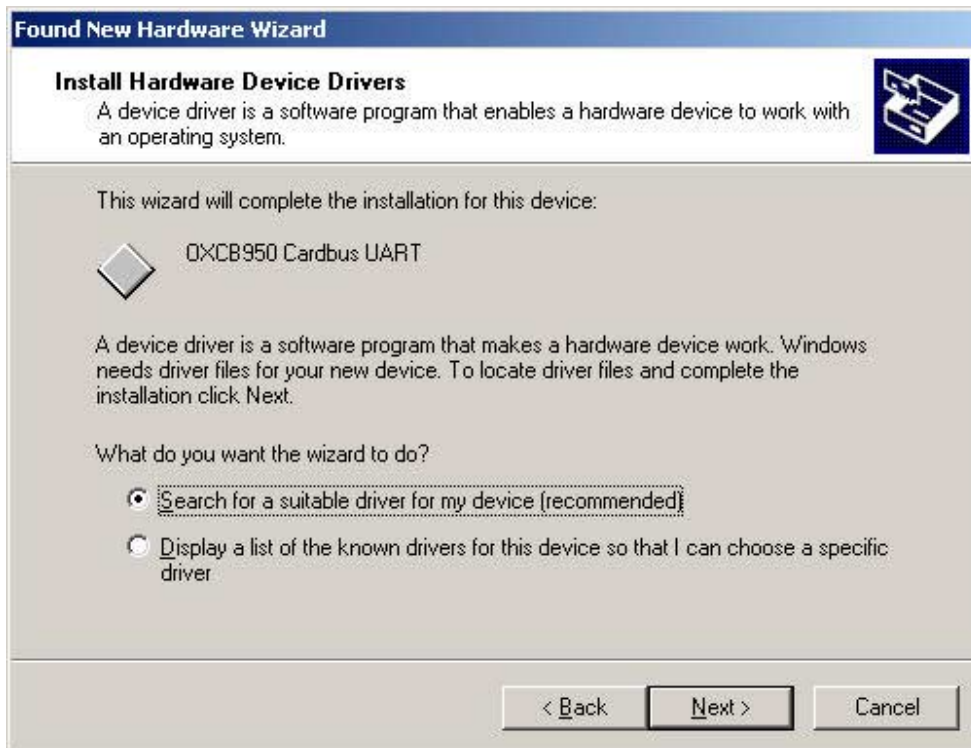 Found New Hardware Wizard
Install Hardware Device Drivers
A device driver is a software program that enables a hardware device to work with
an operating system.
This wizard will complete the installation for this device:
OXCB950 Cardbus UART
A device driver is a software program that makes a hardware device work. Windows
needs driver files for your new device. To locate driver files and complete the
installation click Next.
What do you want the wizard to do?
Search for a suitable driver for my device (recommended)
Display a list of the known drivers for this device so that I can choose a specific
driver
< Back
Next >
Cancel